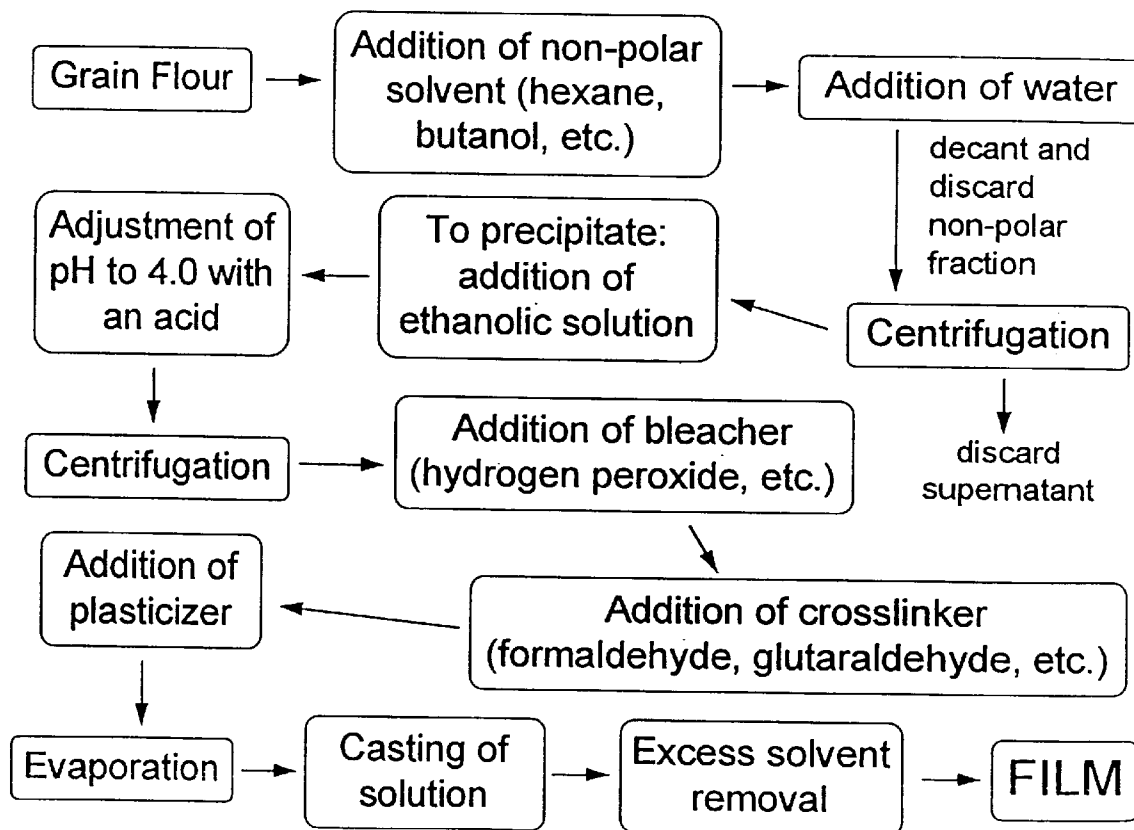 Grain Flour
Addition of non-polar
solvent (hexane,
butanol, etc.)
Addition of water
decant and
discard
non-polar
fraction
Centrifugation
discard
supernatant
To precipitate:
addition of
ethanolic solution
Adjustment of
pH to 4.0 with
an acid
Centrifugation
Addition of bleacher
(hydrogen peroxide, etc.)
Addition of crosslinker
(formaldehyde, glutaraldehyde, etc.)
Addition of
plasticizer
Evaporation
Casting of
solution
Excess solvent
removal
FILM